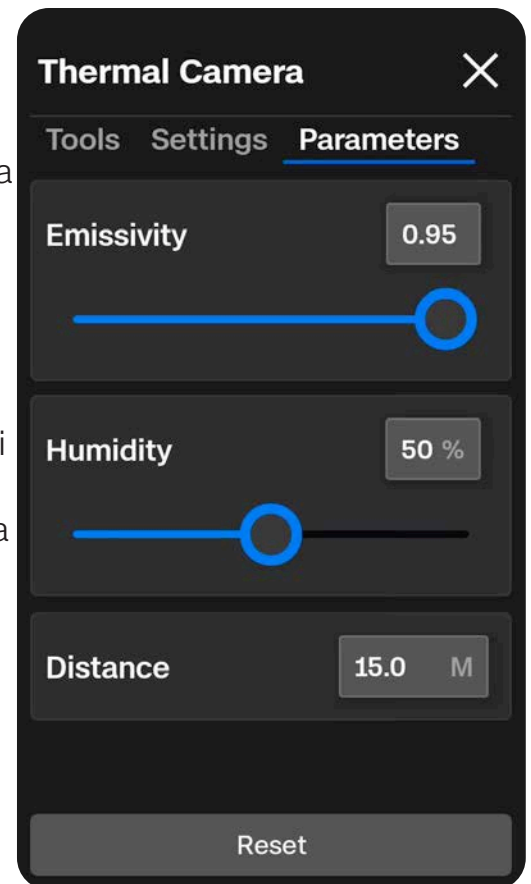 Thermal Camera
Tools Settings Parameters
a
Emissivity 0.95
i
Humidity 50 %
a
Distance 15.0 M
Reset